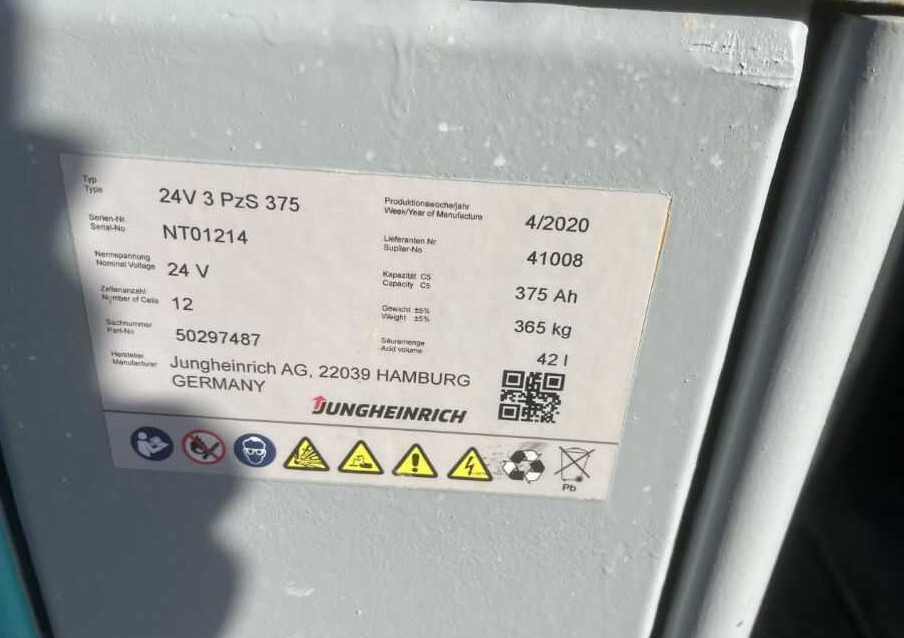 Typ
Type
24V 3 PzS 375
Produktionswoche/jahr
Week/Year of Manufacture
4/2020
Serien-Nr.
Serial-No
NT01214
Lieferanten Nr.
Suplier-No
41008
Nennspannung
Nominal Voltage
24 V
Kapazität C5
Capacity C5
375 Ah
Zellenanzahl
Number of Cells
12
Gewicht ±5%
Weight ±5%
365 kg
Sachnummer
Part-No
50297487
Säuremenge
Acid volume
42 l
Hersteller
Manufacturer
Jungheinrich AG, 22039 HAMBURG
GERMANY
JUNGHEINRICH
Pb